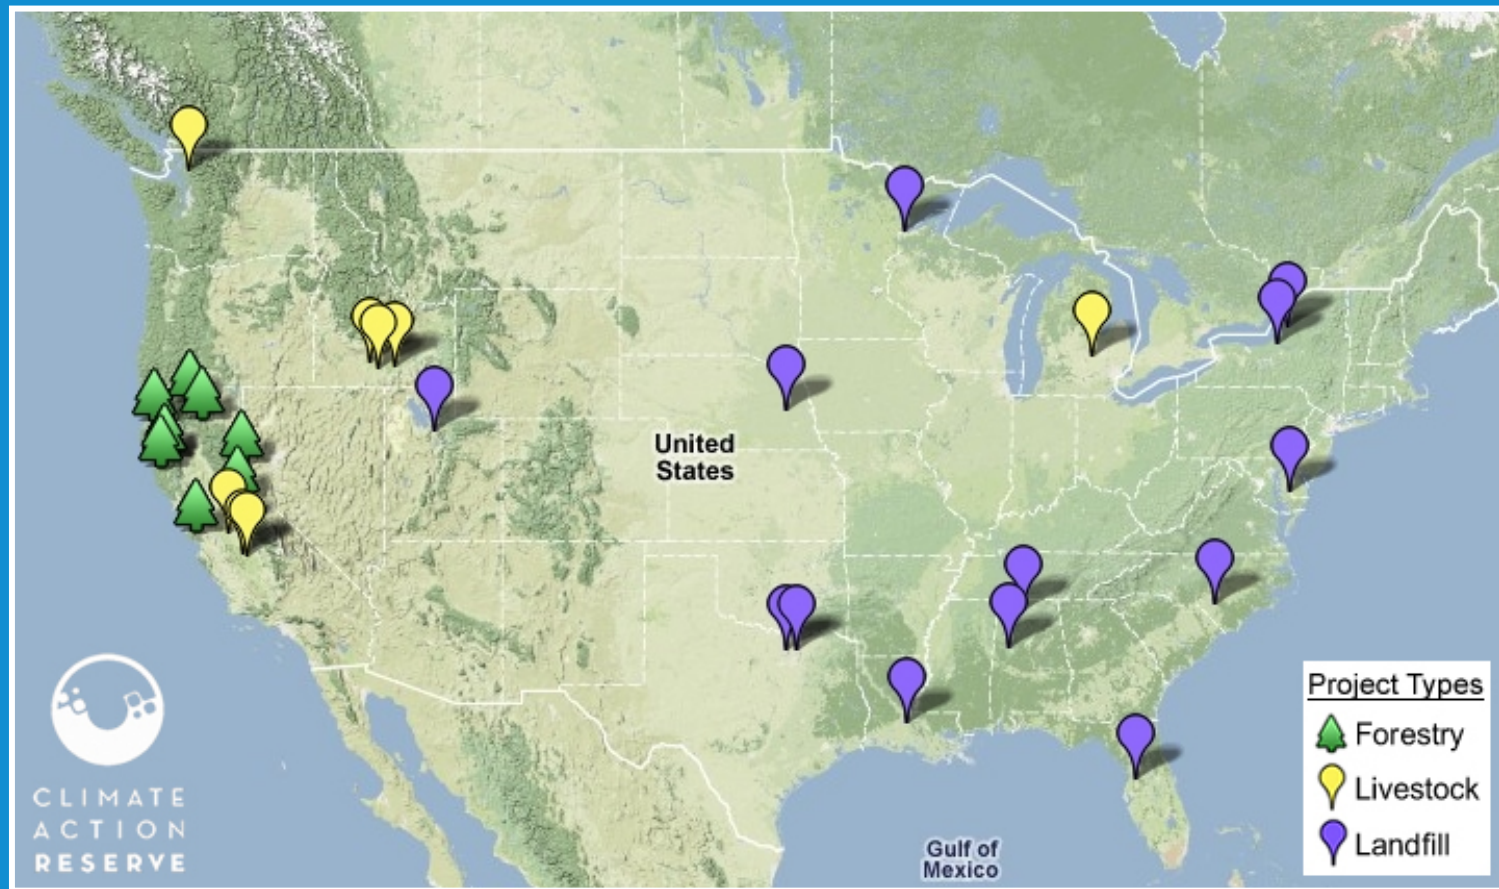 United
States
Gulf of
Mexico
CLIMATE
ACTION
RESERVE
Project Types
Forestry
Livestock
Landfill